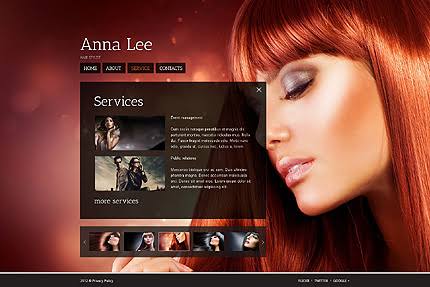 Anna Lee
HAIR STYLIST
HOME ABOUT SERVICE CONTACTS
Services
Event management
Cum sociis natoque penatibus et magnis dis
parturient montes, nascetur ridiculus mus. Nulla
dui. Fusce feugiat malesuada odio. Morbi nunc
odio, gravida at, cursus nec, luctus a, lorem.
Public relations
Maecenas tristique orci ac sem. Duis ultricies
pharetra magna. Donec accumsan malesuada
orci. Donec sit amet eros. Lorem ipsum dolor sit
amet, consectetuer adipiscing elit.
more services
2012 © Privacy Policy
FLICKR • TWITTER • GOOGLE +